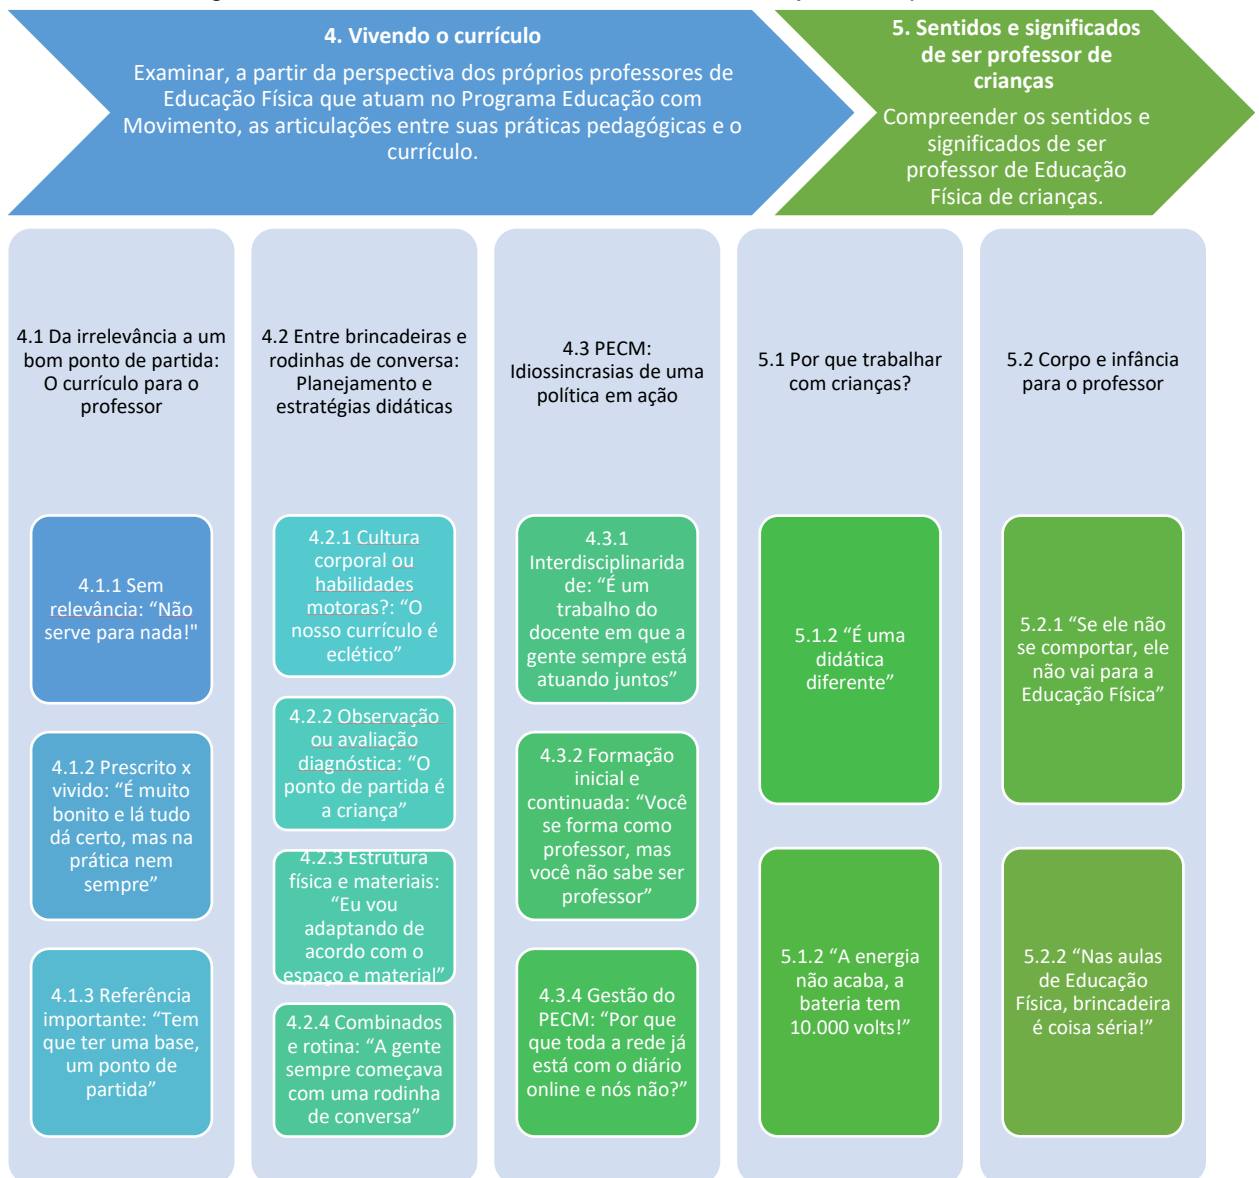 4. Vivendo o currículo
Examinar, a partir da perspectiva dos próprios professores de
Educação Física que atuam no Programa Educação com
Movimento, as articulações entre suas práticas pedagógicas e o
currículo.
5. Sentidos e significados
de ser professor de
crianças
Compreender os sentidos e
significados de ser
professor de Educação
Física de crianças.
4.1 Da irrelevância a um
bom ponto de partida:
O currículo para o
professor
4.1.1 Sem
relevância: “Não
serve para nada!"
4.1.2 Prescrito x
vivido: “É muito
bonito e lá tudo
dá certo, mas na
prática nem
sempre”
4.1.3 Referência
importante: “Tem
que ter uma base,
um ponto de
partida”
4.2 Entre brincadeiras e
rodinhas de conversa:
Planejamento e
estratégias didáticas
4.2.1 Cultura
corporal ou
habilidades
motoras?: “O
nosso currículo é
eclético”
4.2.2 Observação
ou avaliação
diagnóstica: “O
ponto de partida é
a criança”
4.2.3 Estrutura
física e materiais:
“Eu vou
adaptando de
acordo com o
espaço e material”
4.2.4 Combinados
e rotina: “A gente
sempre começava
com uma rodinha
de conversa”
4.3 PECM:
Idiossincrasias de uma
política em ação
4.3.1
Interdisciplinarida
de: “É um
trabalho do
docente em que a
gente sempre está
atuando juntos”
4.3.2 Formação
inicial e
continuada: “Você
se forma como
professor, mas
você não sabe ser
professor”
4.3.4 Gestão do
PECM: “Por que
que toda a rede já
está com o diário
online e nós não?”
5.1 Por que trabalhar
com crianças?
5.1.2 “É uma
didática
diferente”
5.1.2 “A energia
não acaba, a
bateria tem
10.000 volts!”
5.2 Corpo e infância
para o professor
5.2.1 “Se ele não
se comportar, ele
não vai para a
Educação Física”
5.2.2 “Nas aulas
de Educação
Física, brincadeira
é coisa séria!”